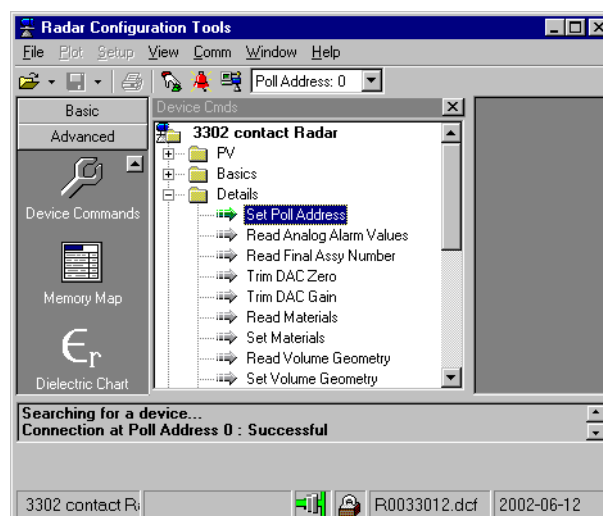 Radar Configuration Tools
File Plot Setup View Comm Window Help
Poll Address: 0
Basic
Advanced
Device Commands
Memory Map
εr
Dielectric Chart
Device Cmds
3302 contact Radar
PV
Basics
Details
Set Poll Address
Read Analog Alarm Values
Read Final Assy Number
Trim DAC Zero
Trim DAC Gain
Read Materials
Set Materials
Read Volume Geometry
Set Volume Geometry
Searching for a device...
Connection at Poll Address 0 : Successful
3302 contact R R0033012.dcf 2002-06-12